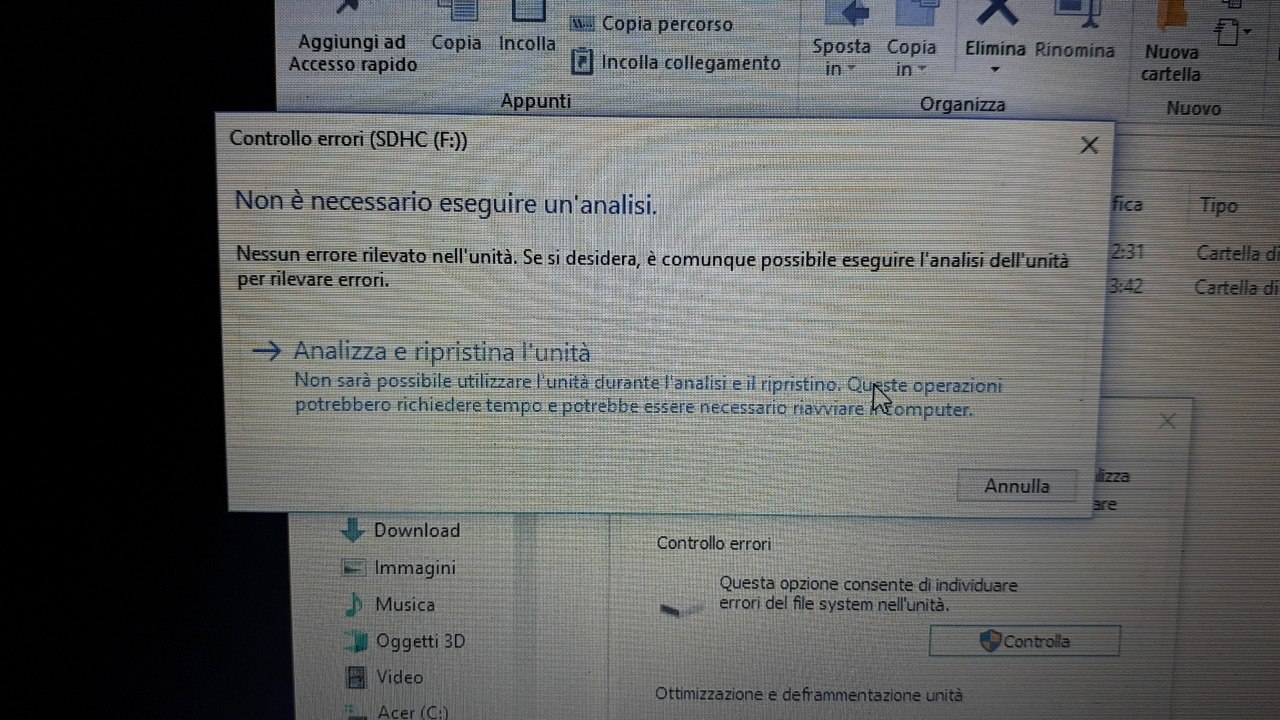 Aggiungi ad
Accesso rapido
Copia
Incolla
Copia percorso
Incolla collegamento
Appunti
Sposta
in
Copia
in
Elimina
Rinomina
Organizza
Nuova
cartella
Nuovo
Controllo errori (SDHC (F:))
Non è necessario eseguire un'analisi.
Nessun errore rilevato nell'unità. Se si desidera, è comunque possibile eseguire l'analisi dell'unità
per rilevare errori.
Analizza e ripristina l'unità
Non sarà possibile utilizzare l'unità durante l'analisi e il ripristino. Queste operazioni
potrebbero richiedere tempo e potrebbe essere necessario riavviare il computer.
Annulla
fica
Tipo
2:31
Cartella di
3:42
Cartella di
lizza
are
Download
Immagini
Musica
Oggetti 3D
Video
Acer (C:)
Controllo errori
Questa opzione consente di individuare
errori del file system nell'unità.
Controlla
Ottimizzazione e deframmentazione unità